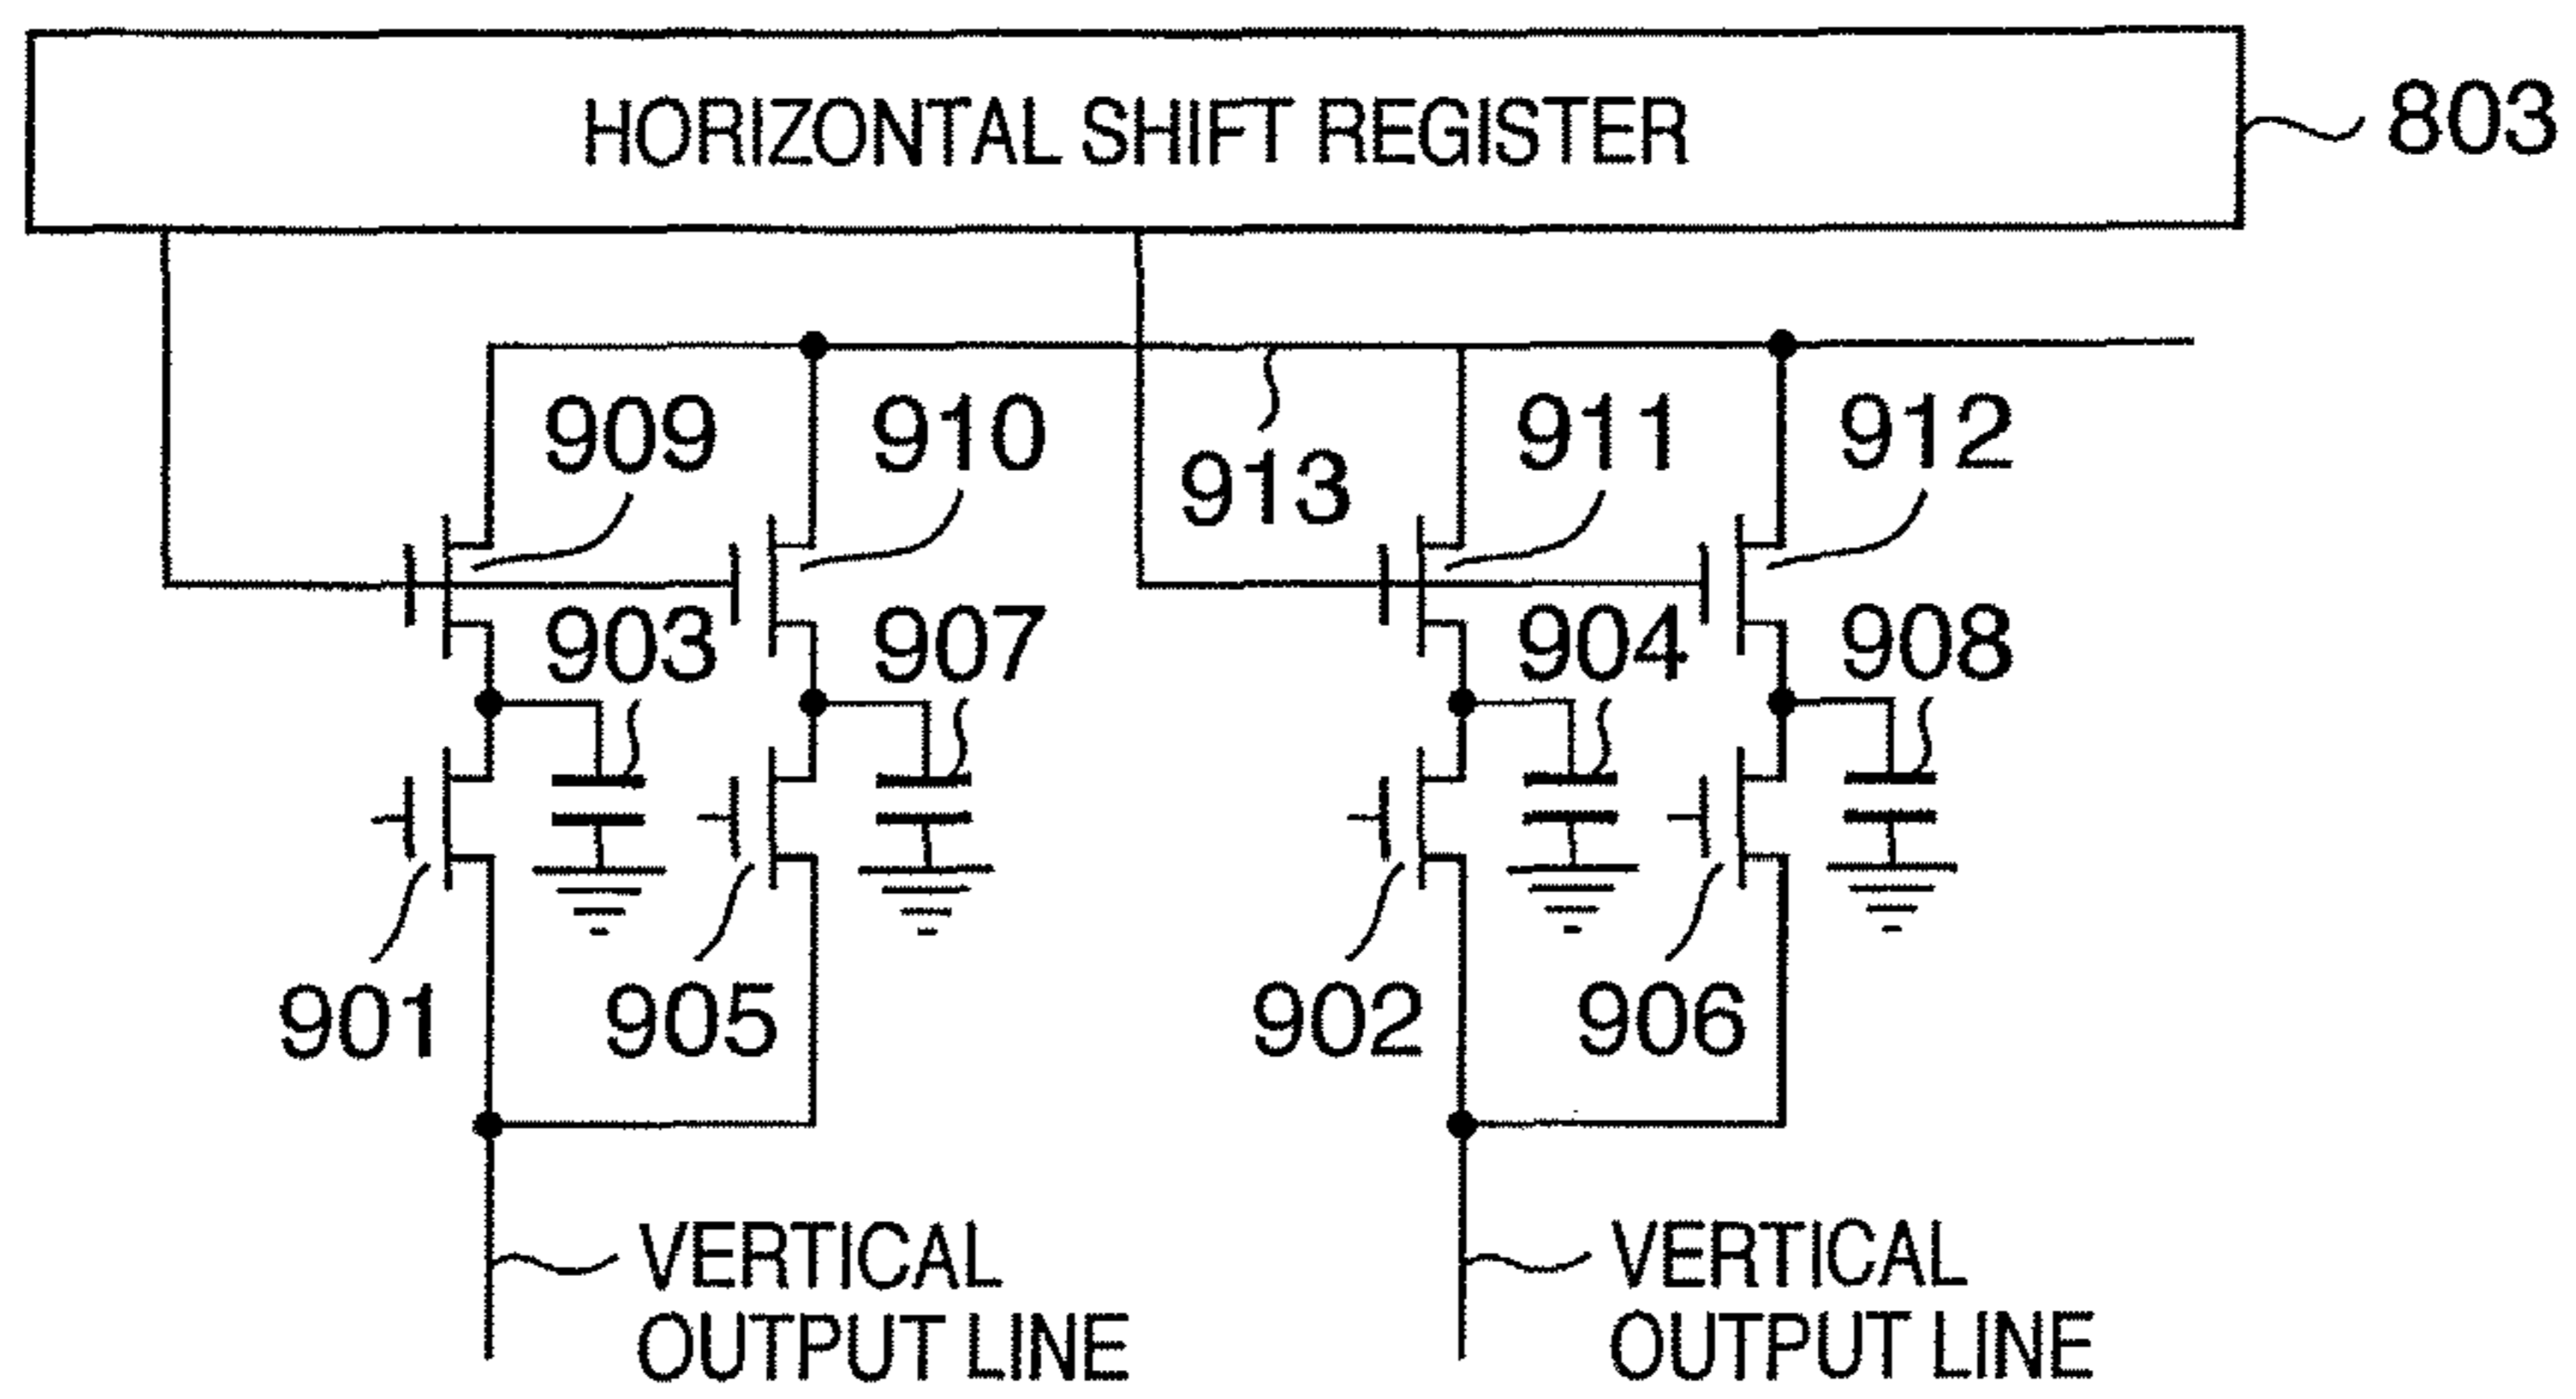 HORIZONTAL SHIFT REGISTER
803
909
910
913
911
912
903
907
904
908
901
905
902
906
VERTICAL
OUTPUT LINE
VERTICAL
OUTPUT LINE